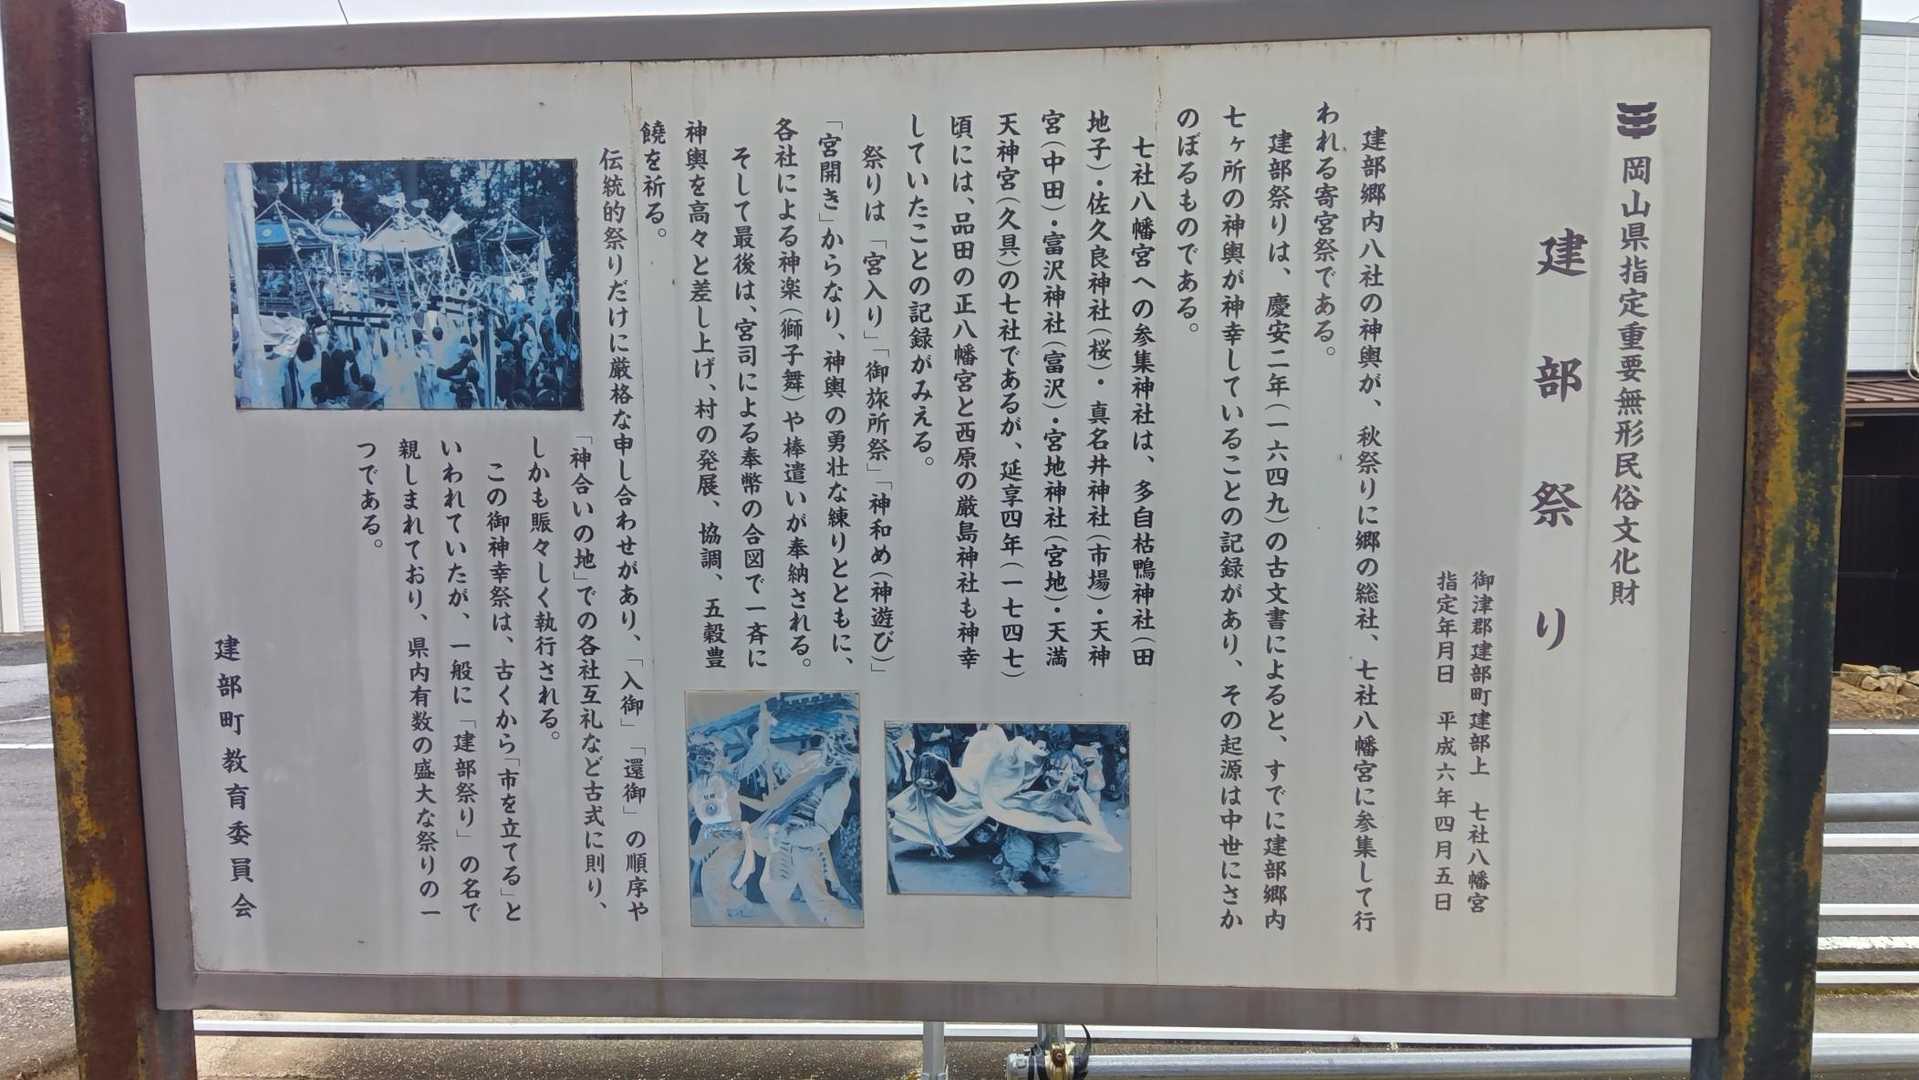 岡山県指定重要無形民俗文化財
建部祭り
御津郡建部町建部上　七社八幡宮
指定年月日　平成六年四月五日
建部郷内八社の神輿が、秋祭りに郷の総社、七社八幡宮に参集して行
われる寄宮祭である。
建部祭りは、慶安二年(一六四九)の古文書によると、すでに建部郷内
七ヶ所の神輿が神幸していることの記録があり、その起源は中世にさか
のぼるものである。
七社八幡宮への参集神社は、多自枯鴨神社(田
地子)・佐久良神社(桜)・真名井神社(市場)・天神
宮(中田)・富沢神社(富沢)・宮地神社(宮地)・天満
天神宮(久具)の七社であるが、延享四年(一七四七)
頃には、品田の正八幡宮と西原の厳島神社も神幸
していたことの記録がみえる。
祭りは「宮入り」「御旅所祭」「神和め(神遊び)」
「宮開き」からなり、神輿の勇壮な練りとともに、
各社による神楽(獅子舞)や棒遣いが奉納される。
そして最後は、宮司による奉幣の合図で一斉に
神輿を高々と差し上げ、村の発展、協調、五穀豊
饒を祈る。
伝統的祭りだけに厳格な申し合わせがあり、「入御」「還御」の順序や
「神合いの地」での各社互礼など古式に則り、
しかも賑々しく執行される。
この御神幸祭は、古くから「市を立てる」と
いわれていたが、一般に「建部祭り」の名で
親しまれており、県内有数の盛大な祭りの一
つである。
建部町教育委員会